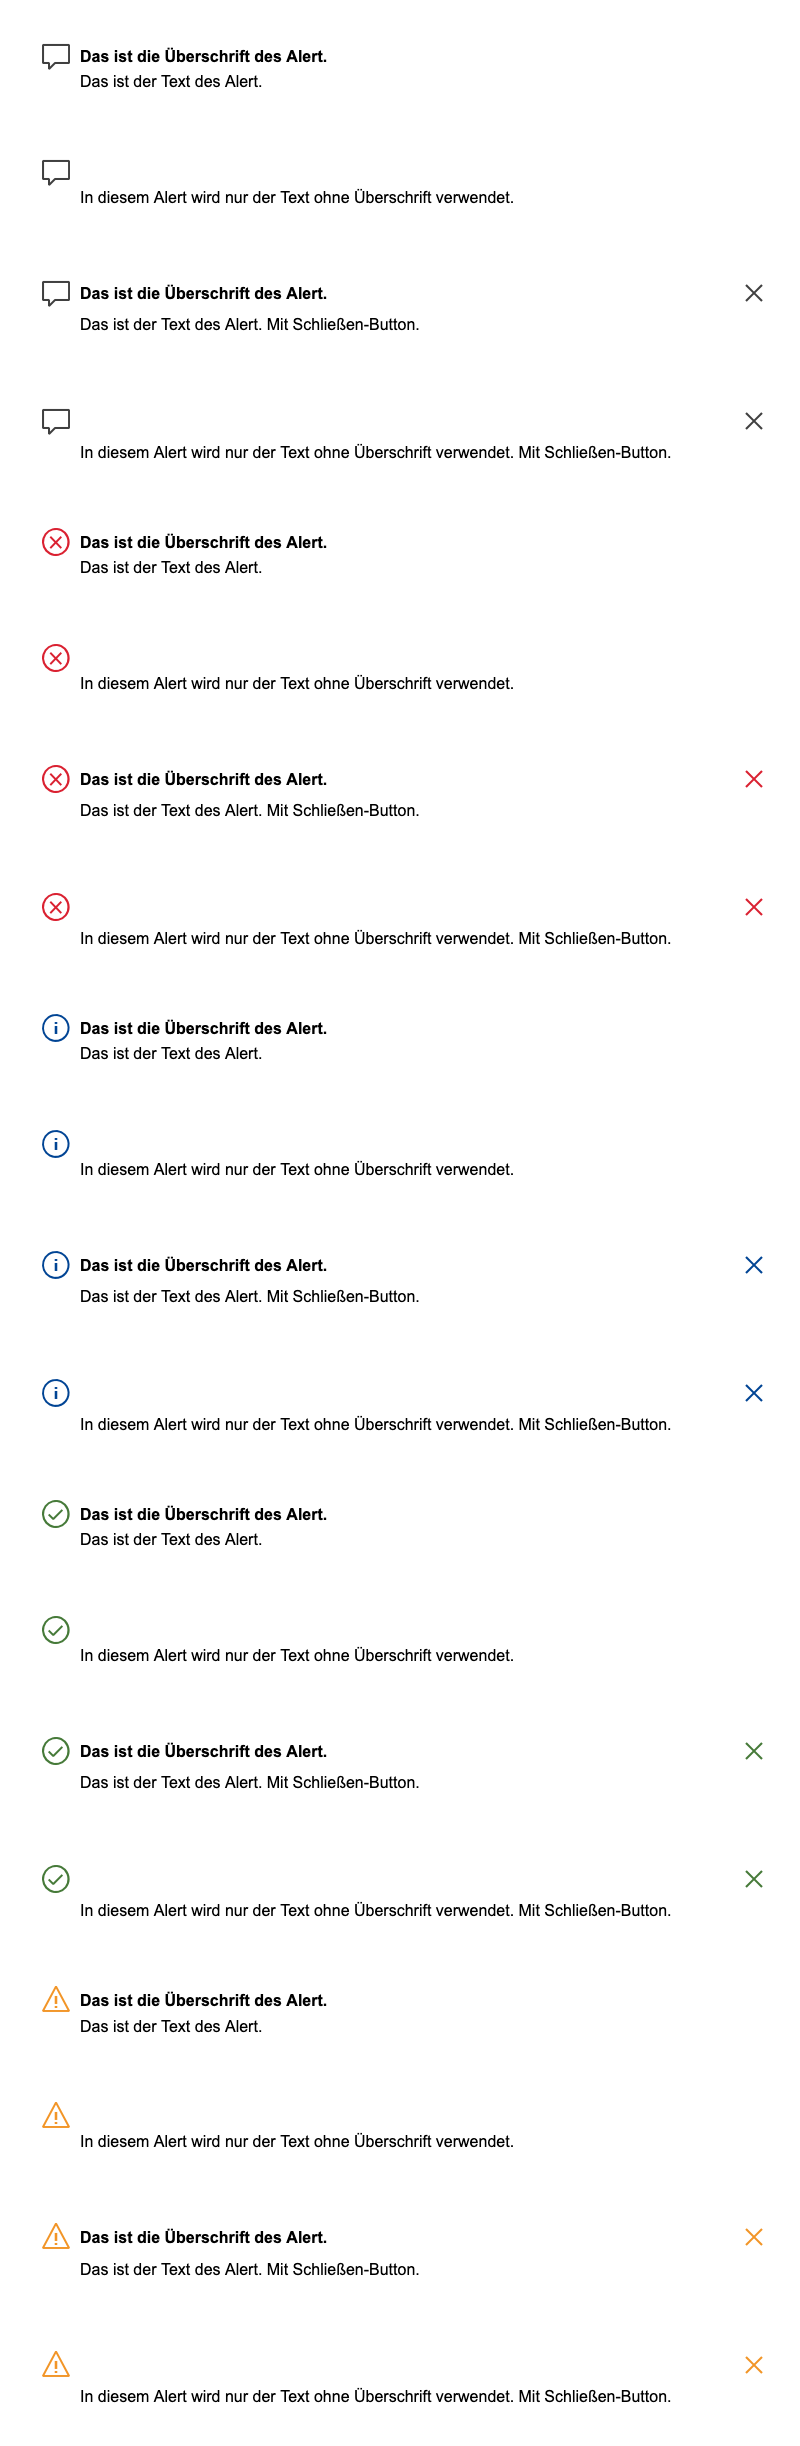 Das ist die Überschrift des Alert.
Das ist der Text des Alert.
In diesem Alert wird nur der Text ohne Überschrift verwendet.
Das ist die Überschrift des Alert.
Das ist der Text des Alert. Mit Schließen-Button.
In diesem Alert wird nur der Text ohne Überschrift verwendet. Mit Schließen-Button.
Das ist die Überschrift des Alert.
Das ist der Text des Alert.
In diesem Alert wird nur der Text ohne Überschrift verwendet.
Das ist die Überschrift des Alert.
Das ist der Text des Alert. Mit Schließen-Button.
In diesem Alert wird nur der Text ohne Überschrift verwendet. Mit Schließen-Button.
Das ist die Überschrift des Alert.
Das ist der Text des Alert.
In diesem Alert wird nur der Text ohne Überschrift verwendet.
Das ist die Überschrift des Alert.
Das ist der Text des Alert. Mit Schließen-Button.
In diesem Alert wird nur der Text ohne Überschrift verwendet. Mit Schließen-Button.
Das ist die Überschrift des Alert.
Das ist der Text des Alert.
In diesem Alert wird nur der Text ohne Überschrift verwendet.
Das ist die Überschrift des Alert.
Das ist der Text des Alert. Mit Schließen-Button.
In diesem Alert wird nur der Text ohne Überschrift verwendet. Mit Schließen-Button.
Das ist die Überschrift des Alert.
Das ist der Text des Alert.
In diesem Alert wird nur der Text ohne Überschrift verwendet.
Das ist die Überschrift des Alert.
Das ist der Text des Alert. Mit Schließen-Button.
In diesem Alert wird nur der Text ohne Überschrift verwendet. Mit Schließen-Button.